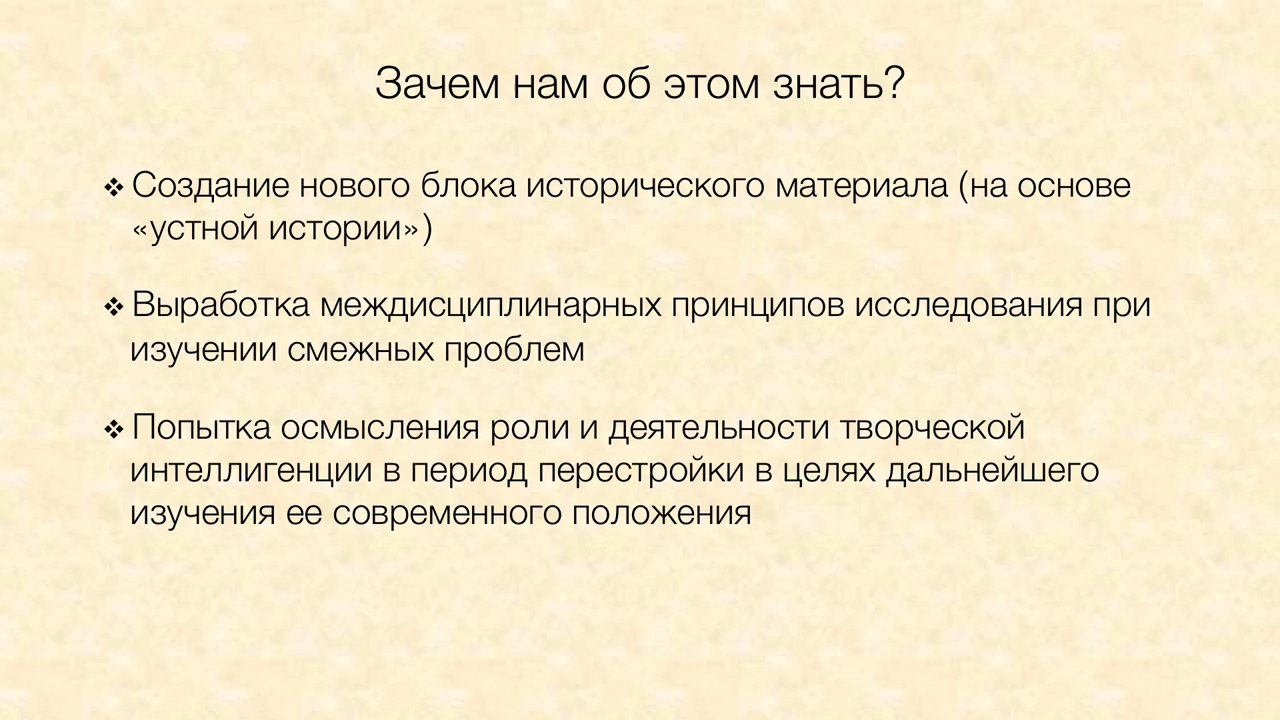 Зачем нам об этом знать?
❖ Создание нового блока исторического материала (на основе
«устной истории»)
❖ Выработка междисциплинарных принципов исследования при
изучении смежных проблем
❖ Попытка осмысления роли и деятельности творческой
интеллигенции в период перестройки в целях дальнейшего
изучения ее современного положения